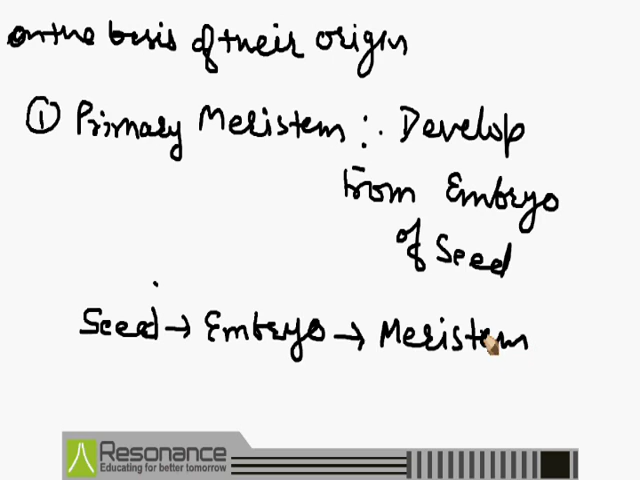 on the basis of their origin
① Primary Meristem :. Develop
from Embryo
of Seed
Seed → Embryo → Meristem
Resonance
Educating for better tomorrow